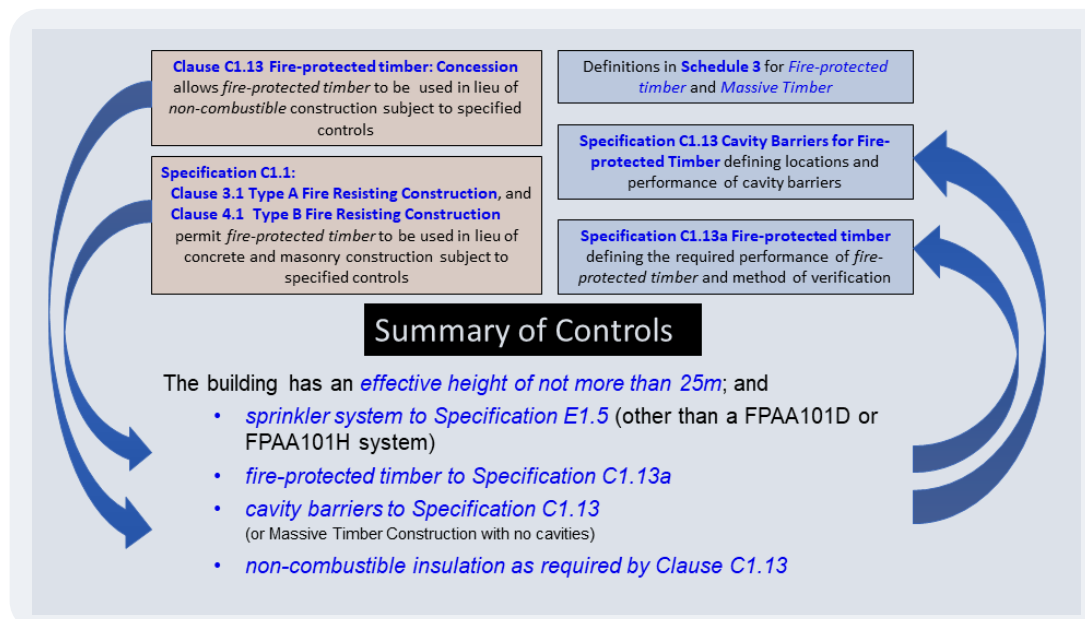 Clause C1.13 Fire-protected timber: Concession
allows fire-protected timber to be used in lieu of
non-combustible construction subject to specified
controls
Specification C1.1:
Clause 3.1 Type A Fire Resisting Construction, and
Clause 4.1 Type B Fire Resisting Construction
permit fire-protected timber to be used in lieu of
concrete and masonry construction subject to
specified controls
Definitions in Schedule 3 for Fire-protected
timber and Massive Timber
Specification C1.13 Cavity Barriers for Fire-
protected Timber defining locations and
performance of cavity barriers
Specification C1.13a Fire-protected timber
defining the required performance of fire-
protected timber and method of verification
Summary of Controls
The building has an effective height of not more than 25m; and
• sprinkler system to Specification E1.5 (other than a FPAA101D or
FPAA101H system)
• fire-protected timber to Specification C1.13a
• cavity barriers to Specification C1.13
(or Massive Timber Construction with no cavities)
• non-combustible insulation as required by Clause C1.13